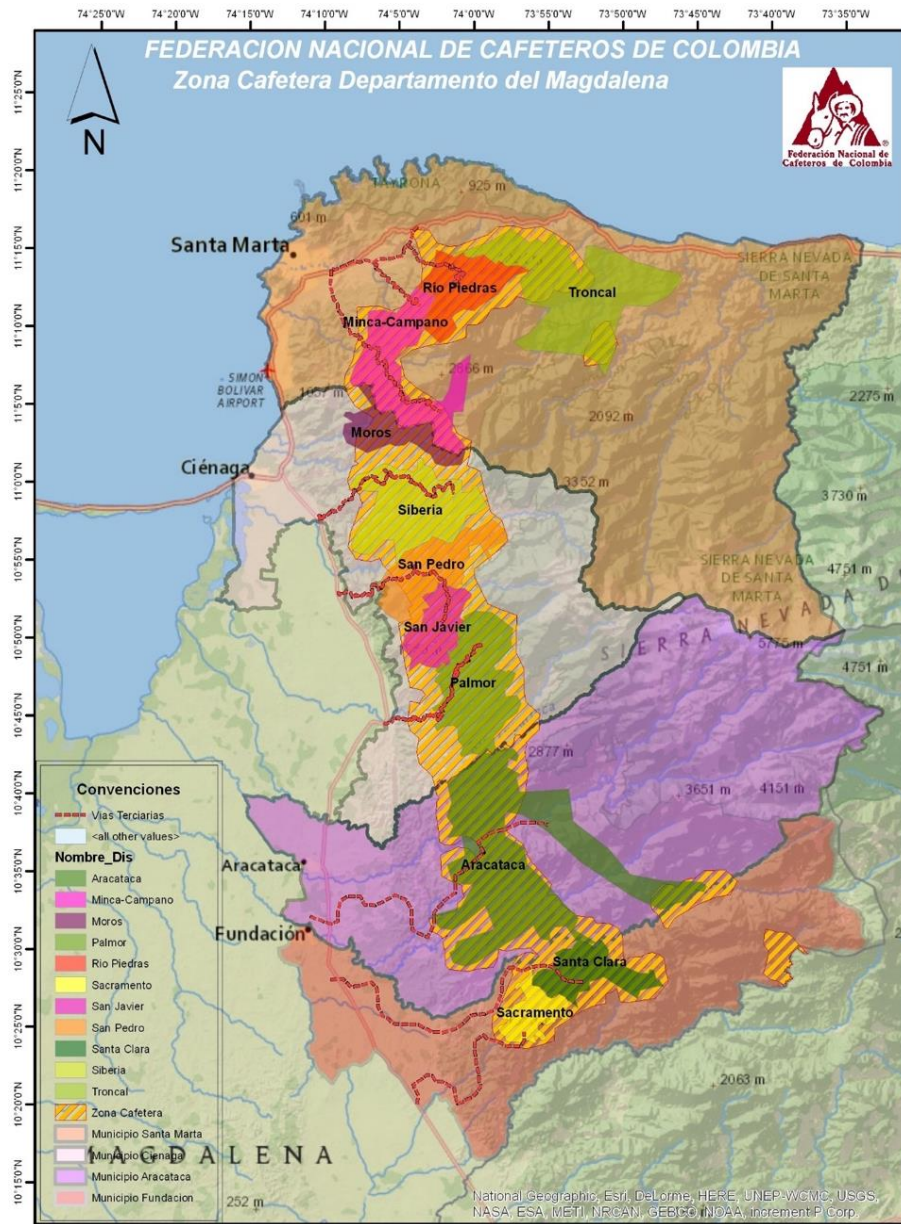 74°25'0"W 74°20'0"W 74°15'0"W 74°10'0"W 74°5'0"W 74°0'0"W 73°55'0"W 73°50'0"W 73°45'0"W 73°40'0"W 73°35'0"W
FEDERACION NACIONAL DE CAFETEROS DE COLOMBIA
Zona Cafetera Departamento del Magdalena
N
Federación Nacional de
Cafeteros de Colombia
11°25'0"N
11°20'0"N
11°15'0"N
11°10'0"N
11°5'0"N
11°0'0"N
10°55'0"N
10°50'0"N
10°45'0"N
10°40'0"N
10°35'0"N
10°30'0"N
10°25'0"N
10°20'0"N
10°15'0"N
TAYRONA
925 m
601 m
Santa Marta
SIERRA NEVADA
DE SANTA
MARTA
Rio Piedras
Troncal
Minca-Campano
SIMON
BOLIVAR
AIRPORT
2275 m
2092 m
Moros
Ciénaga
3352 m
3730 m
Siberia
SIERRA NEVADA
DE SANTA
MARTA
4751 m
San Pedro
San Javier
SIERRA NEVADA D
5775 m
4751 m
Palmor
2877 m
3651 m
4151 m
Aracataca
Aracataca
Fundación
Santa Clara
Sacramento
2063 m
Convenciones
Vias Terciarias
<all other values>
Nombre_Dis
Aracataca
Minca-Campano
Moros
Palmor
Rio Piedras
Sacramento
San Javier
San Pedro
Santa Clara
Siberia
Troncal
Zona Cafetera
Municipio Santa Marta
Municipio Cienaga
Municipio Aracataca
Municipio Fundacion
MAGDALENA
252 m
National Geographic, Esri, DeLorme, HERE, UNEP-WCMC, USGS,
NASA, ESA, METI, NRCAN, GEBCO, NOAA, increment P Corp.